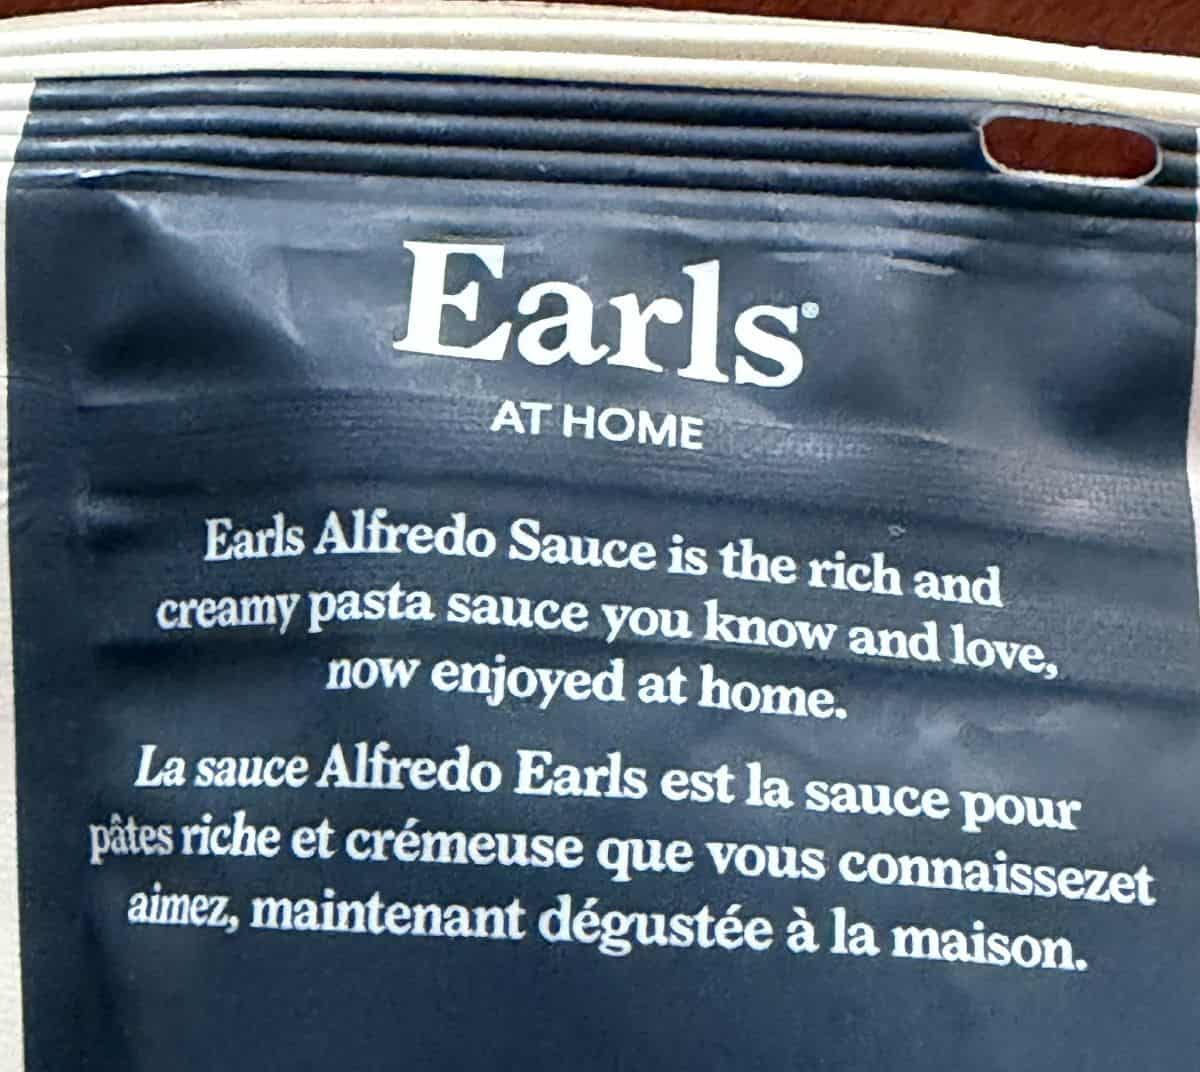 Earls®
AT HOME
Earls Alfredo Sauce is the rich and
creamy pasta sauce you know and love,
now enjoyed at home.
La sauce Alfredo Earls est la sauce pour
pâtes riche et crémeuse que vous connaissezet
aimez, maintenant dégustée à la maison.